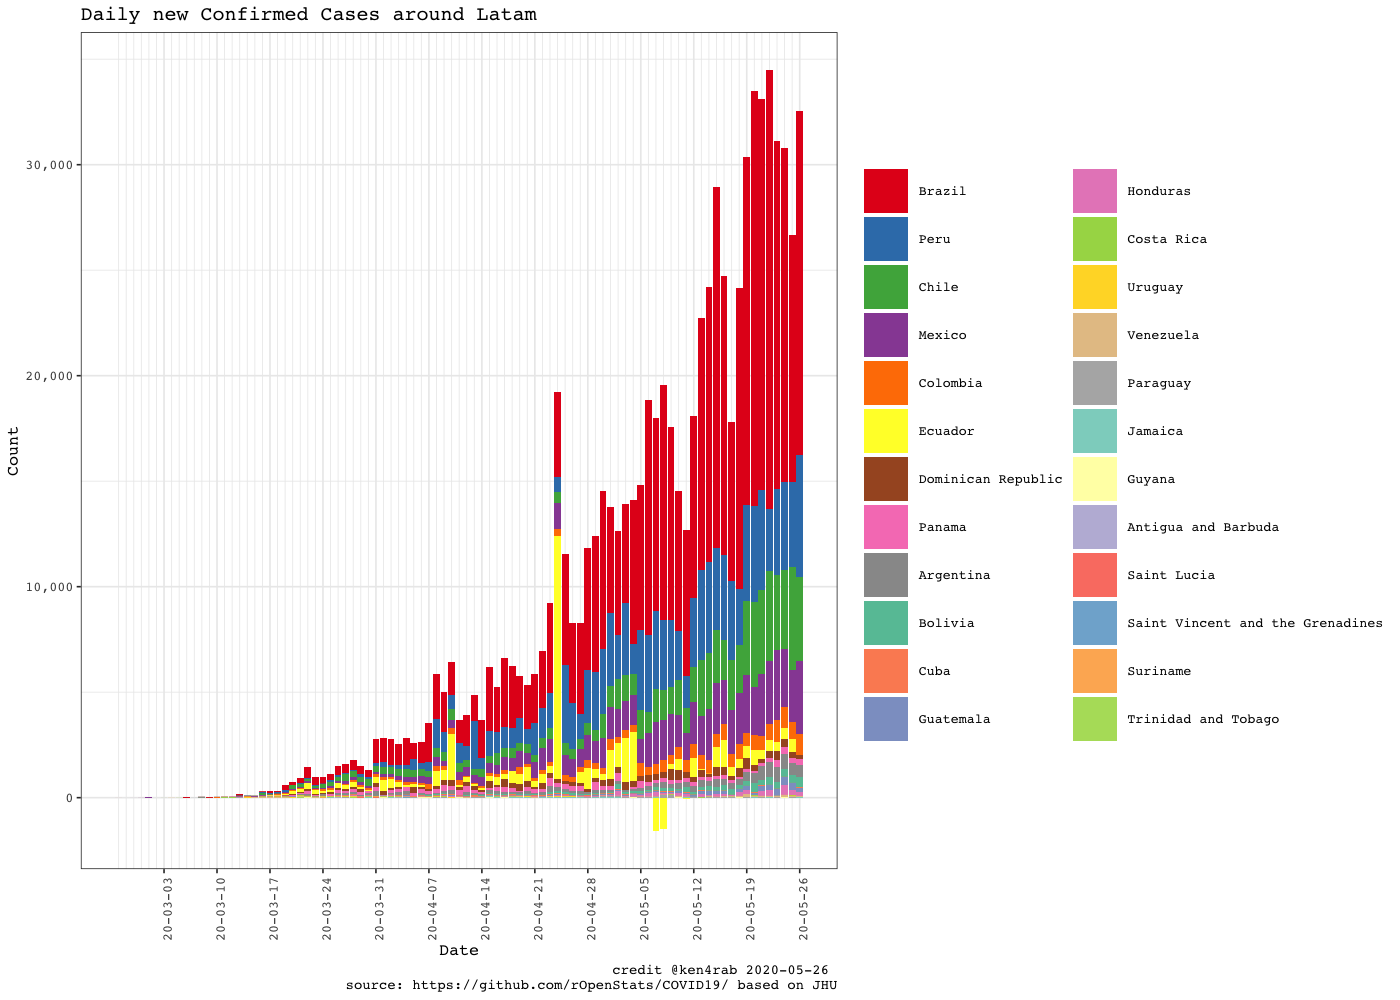 Daily new Confirmed Cases around Latam
Count
30,000
20,000
10,000
0
20-03-03
20-03-10
20-03-17
20-03-24
20-03-31
20-04-07
20-04-14
20-04-21
20-04-28
20-05-05
20-05-12
20-05-19
20-05-26
Date
Brazil
Peru
Chile
Mexico
Colombia
Ecuador
Dominican Republic
Panama
Argentina
Bolivia
Cuba
Guatemala
Honduras
Costa Rica
Uruguay
Venezuela
Paraguay
Jamaica
Guyana
Antigua and Barbuda
Saint Lucia
Saint Vincent and the Grenadines
Suriname
Trinidad and Tobago
credit @ken4rab 2020-05-26
source: https://github.com/rOpenStats/COVID19/ based on JHU